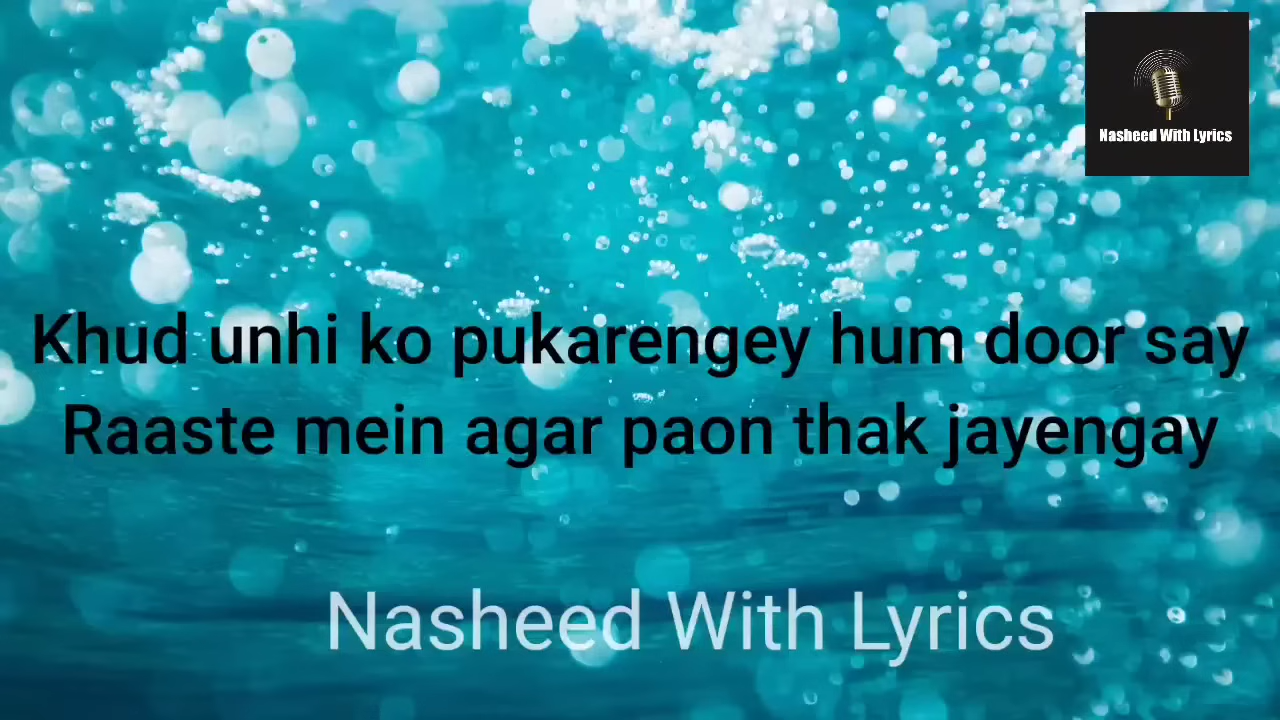 Nasheed With Lyrics
Khud unhi ko pukarengey hum door say
Raaste mein agar paon thak jayengay
Nasheed With Lyrics